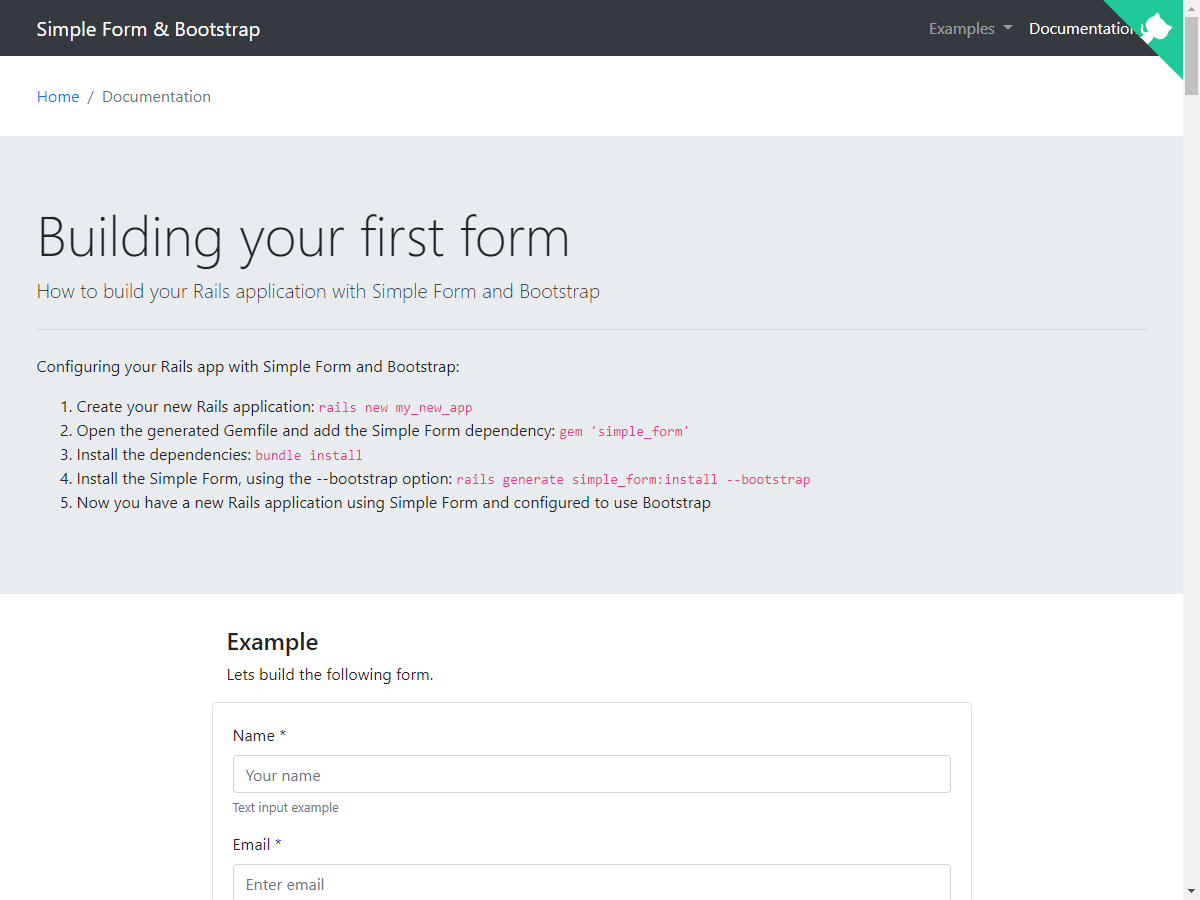 Simple Form & Bootstrap
Examples
Documentation
Home / Documentation
Building your first form
How to build your Rails application with Simple Form and Bootstrap
Configuring your Rails app with Simple Form and Bootstrap:
1. Create your new Rails application: rails new my_new_app
2. Open the generated Gemfile and add the Simple Form dependency: gem 'simple_form'
3. Install the dependencies: bundle install
4. Install the Simple Form, using the --bootstrap option: rails generate simple_form:install --bootstrap
5. Now you have a new Rails application using Simple Form and configured to use Bootstrap
Example
Lets build the following form.
Name *
Your name
Text input example
Email *
Enter email